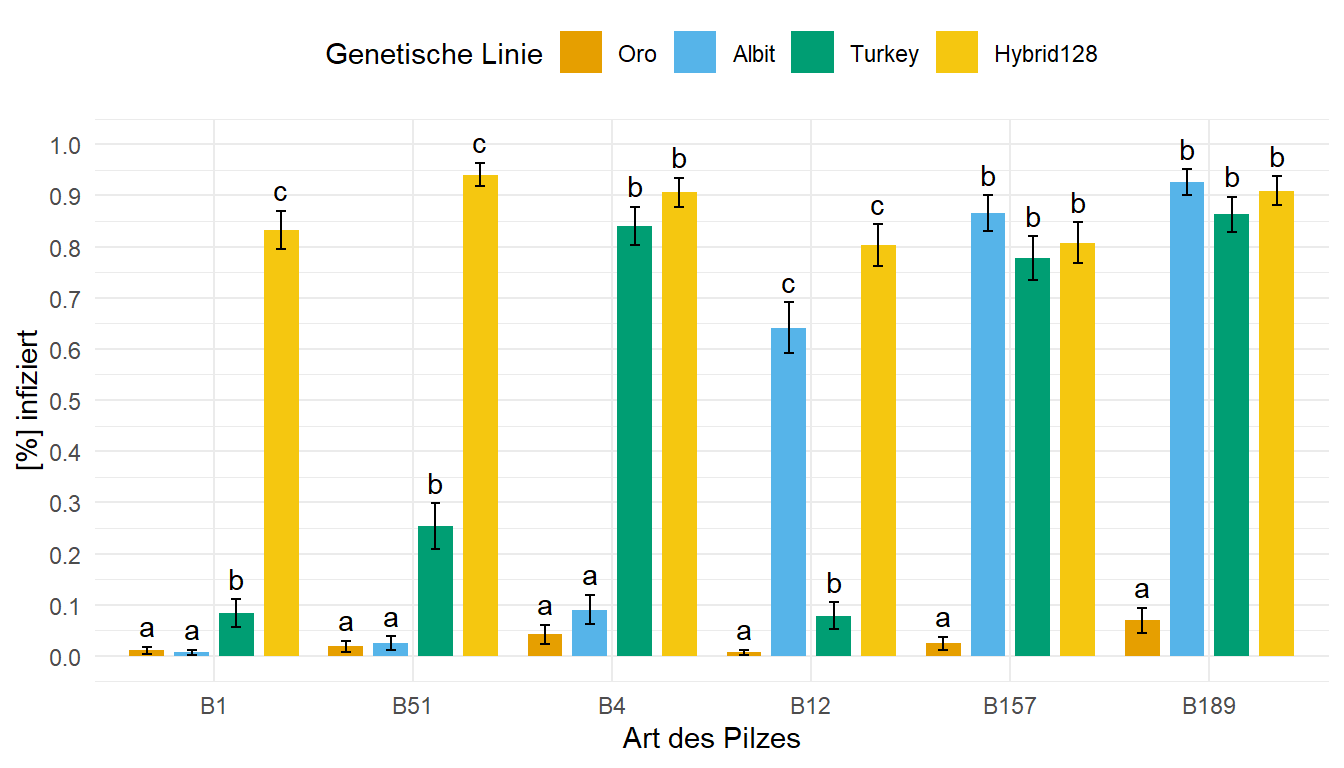 Genetische Linie Oro Albit Turkey Hybrid128
[%] infiziert
1.0
0.9
0.8
0.7
0.6
0.5
0.4
0.3
0.2
0.1
0.0
a a b c
a a b c
a a b b
a c b c
a b b b
a b b b
B1 B51 B4 B12 B157 B189
Art des Pilzes